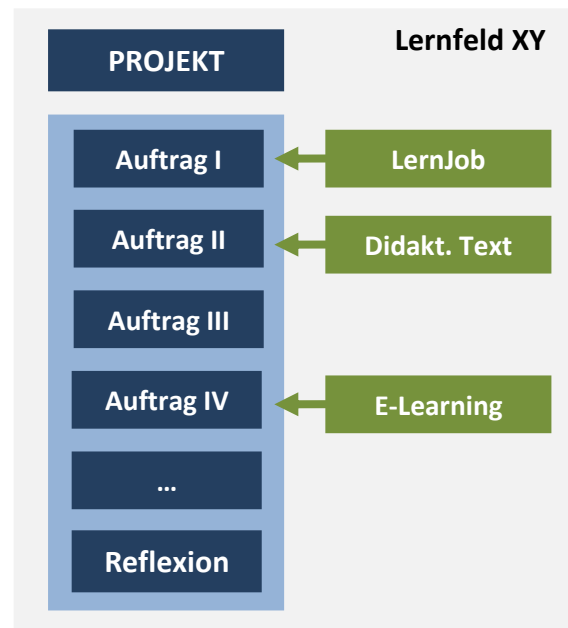 Lernfeld XY
PROJEKT
Auftrag I
LernJob
Auftrag II
Didakt. Text
Auftrag III
Auftrag IV
E-Learning
...
Reflexion